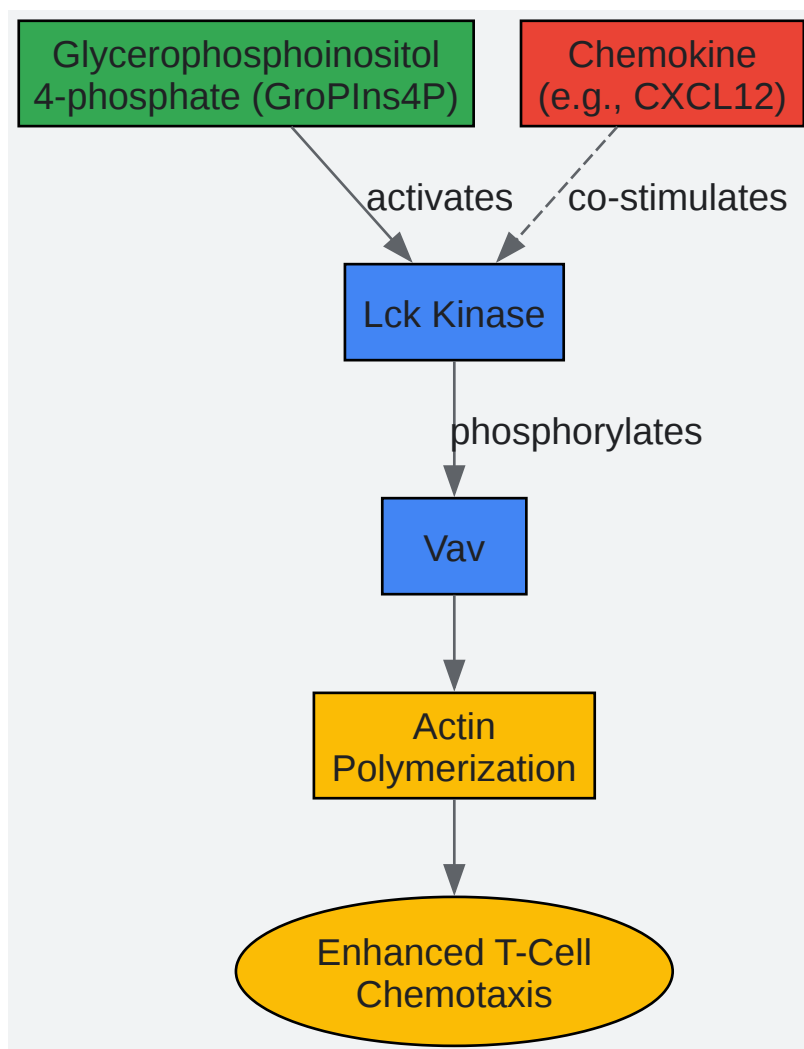 Glycerophosphoinositol
4-phosphate (GroPIns4P)
Chemokine
(e.g., CXCL12)
activates
co-stimulates
Lck Kinase
phosphorylates
Vav
Actin
Polymerization
Enhanced T-Cell
Chemotaxis